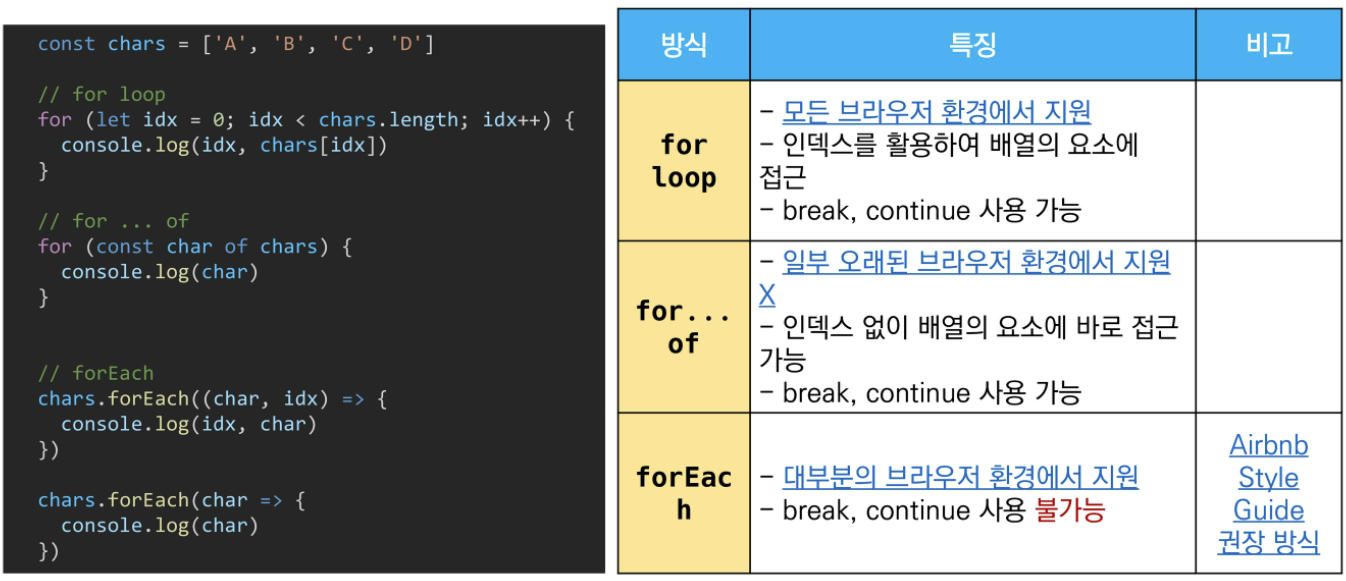 const chars = ['A', 'B', 'C', 'D']
// for loop
for (let idx = 0; idx < chars.length; idx++) {
  console.log(idx, chars[idx])
}
// for ... of
for (const char of chars) {
  console.log(char)
}
// forEach
chars.forEach((char, idx) => {
  console.log(idx, char)
})
chars.forEach(char => {
  console.log(char)
})
방식
특징
비고
for
loop
- 모든 브라우저 환경에서 지원
- 인덱스를 활용하여 배열의 요소에
접근
- break, continue 사용 가능
for...
of
- 일부 오래된 브라우저 환경에서 지원
X
- 인덱스 없이 배열의 요소에 바로 접근
가능
- break, continue 사용 가능
forEac
h
- 대부분의 브라우저 환경에서 지원
- break, continue 사용 불가능
Airbnb
Style
Guide
권장 방식